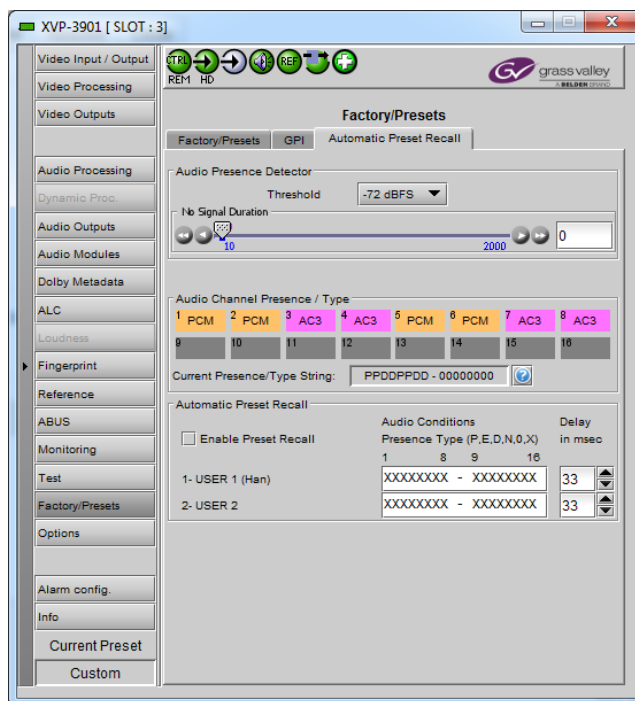 XVP-3901 [ SLOT : 3]
Video Input / Output
Video Processing
Video Outputs
Audio Processing
Dynamic Proc.
Audio Outputs
Audio Modules
Dolby Metadata
ALC
Loudness
Fingerprint
Reference
ABUS
Monitoring
Test
Factory/Presets
Options
Alarm config.
Info
Current Preset
Custom
CTRL REF
REM HD
grass valley
A BELDEN BRAND
Factory/Presets
Factory/Presets GPI Automatic Preset Recall
Audio Presence Detector
Threshold -72 dBFS
No Signal Duration
10 2000 0
Audio Channel Presence / Type
1 PCM 2 PCM 3 AC3 4 AC3 5 PCM 6 PCM 7 AC3 8 AC3
9 10 11 12 13 14 15 16
Current Presence/Type String: PPDDPPDD - 00000000 ?
Automatic Preset Recall
Audio Conditions Delay
Enable Preset Recall Presence Type (P,E,D,N,0,X) in msec
1 8 9 16
1- USER 1 (Han) XXXXXXXX - XXXXXXXX 33
2- USER 2 XXXXXXXX - XXXXXXXX 33